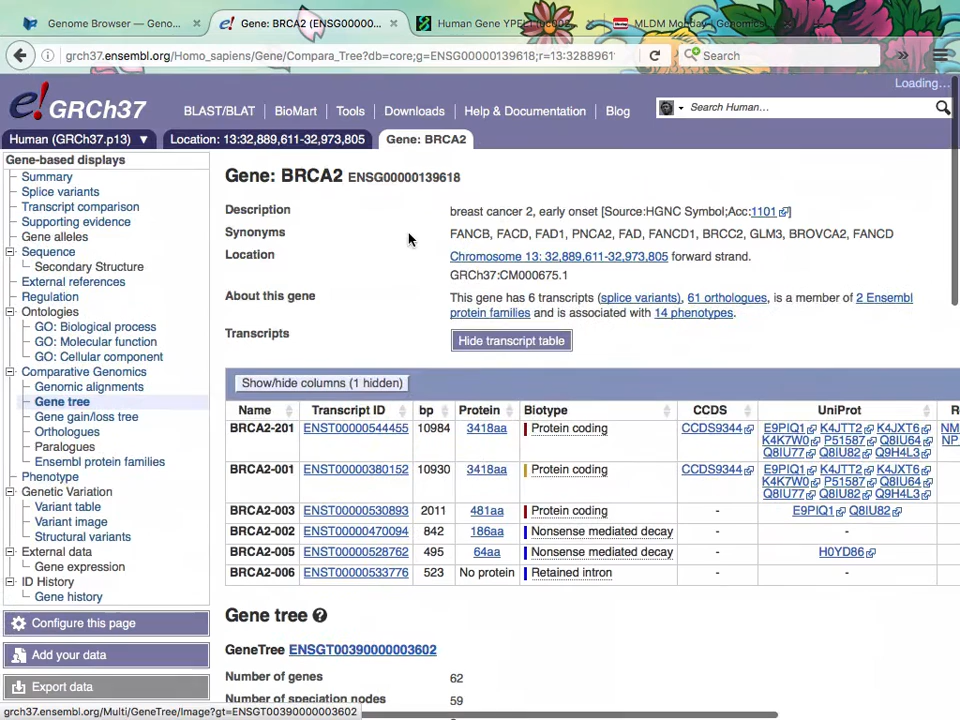 Genome Browser — Geno...
Gene: BRCA2 (ENSG00000...
Human Gene YPEL1 (uc002...
MLDM Monday | Genomics
grch37.ensembl.org/Homo_sapiens/Gene/Compara_Tree?db=core;g=ENSG00000139618;r=13:3288961
Search
Loading...
e! GRCh37
BLAST/BLAT
BioMart
Tools
Downloads
Help & Documentation
Blog
Search Human...
Human (GRCh37.p13) ▼
Location: 13:32,889,611-32,973,805
Gene: BRCA2
Gene-based displays
Summary
Splice variants
Transcript comparison
Supporting evidence
Gene alleles
Sequence
Secondary Structure
External references
Regulation
Ontologies
GO: Biological process
GO: Molecular function
GO: Cellular component
Comparative Genomics
Genomic alignments
Gene tree
Gene gain/loss tree
Orthologues
Paralogues
Ensembl protein families
Phenotype
Genetic Variation
Variant table
Variant image
Structural variants
External data
Gene expression
ID History
Gene history
Configure this page
Add your data
Export data
Gene: BRCA2 ENSG00000139618
Description breast cancer 2, early onset [Source:HGNC Symbol;Acc:1101]
Synonyms FANCB, FACD, FAD1, PNCA2, FAD, FANCD1, BRCC2, GLM3, BROVCA2, FANCD
Location Chromosome 13: 32,889,611-32,973,805 forward strand.
GRCh37:CM000675.1
About this gene This gene has 6 transcripts (splice variants), 61 orthologues, is a member of 2 Ensembl
protein families and is associated with 14 phenotypes.
Transcripts Hide transcript table
Show/hide columns (1 hidden)
Name Transcript ID bp Protein Biotype CCDS UniProt R
BRCA2-201 ENST00000544455 10984 3418aa Protein coding CCDS9344 E9PIQ1 K4JTT2 K4JXT6 NM
K4K7W0 P51587 Q8IU64 NP
Q8IU77 Q8IU82 Q9H4L3
BRCA2-001 ENST00000380152 10930 3418aa Protein coding CCDS9344 E9PIQ1 K4JTT2 K4JXT6
K4K7W0 P51587 Q8IU64
Q8IU77 Q8IU82 Q9H4L3
BRCA2-003 ENST00000530893 2011 481aa Protein coding - E9PIQ1 Q8IU82
BRCA2-002 ENST00000470094 842 186aa Nonsense mediated decay - -
BRCA2-005 ENST00000528762 495 64aa Nonsense mediated decay - H0YD86
BRCA2-006 ENST00000533776 523 No protein Retained intron - -
Gene tree ?
GeneTree ENSGT00390000003602
Number of genes 62
Number of speciation nodes 59
grch37.ensembl.org/Multi/GeneTree/Image?gt=ENSGT00390000003602